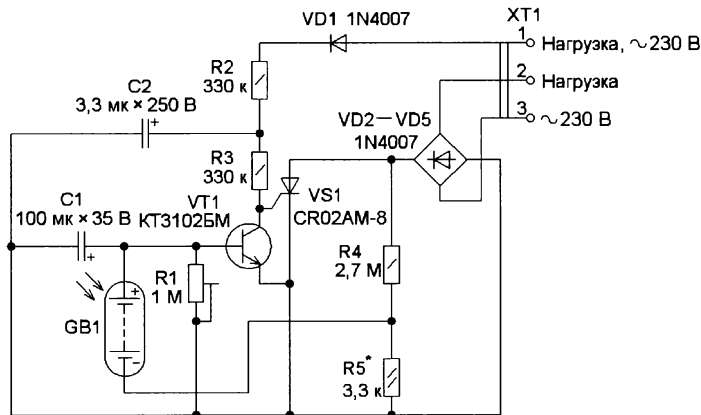 VD1 1N4007
XT1
1
Нагрузка, ~230 В
2
Нагрузка
3
~230 В
R2
330 к
C2
3,3 мк × 250 В
+
VD2—VD5
1N4007
R3
330 к
VS1
CR02AM-8
C1
100 мк × 35 В
+
VT1
КТ3102БМ
R1
1 М
R4
2,7 М
GB1
+
−
R5*
3,3 к